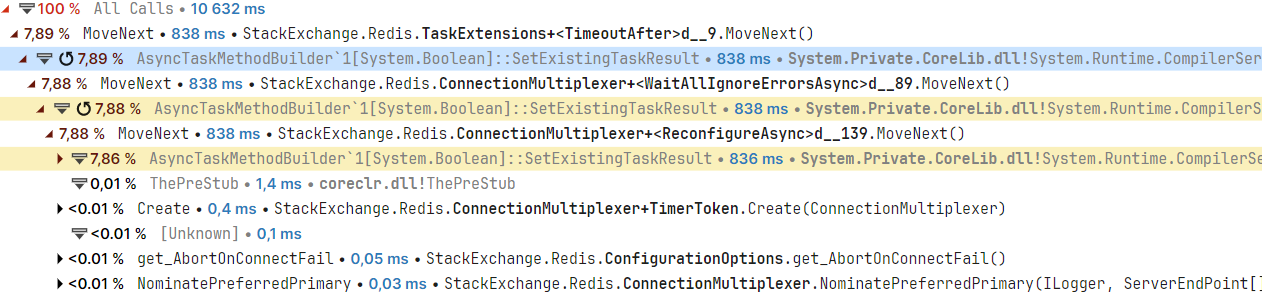 100 % All Calls • 10 632 ms
7,89 % MoveNext • 838 ms • StackExchange.Redis.TaskExtensions+<TimeoutAfter>d__9.MoveNext()
7,89 % AsyncTaskMethodBuilder`1[System.Boolean]::SetExistingTaskResult • 838 ms • System.Private.CoreLib.dll!System.Runtime.CompilerSer
7,88 % MoveNext • 838 ms • StackExchange.Redis.ConnectionMultiplexer+<WaitAllIgnoreErrorsAsync>d__89.MoveNext()
7,88 % AsyncTaskMethodBuilder`1[System.Boolean]::SetExistingTaskResult • 838 ms • System.Private.CoreLib.dll!System.Runtime.CompilerS
7,88 % MoveNext • 838 ms • StackExchange.Redis.ConnectionMultiplexer+<ReconfigureAsync>d__139.MoveNext()
7,86 % AsyncTaskMethodBuilder`1[System.Boolean]::SetExistingTaskResult • 836 ms • System.Private.CoreLib.dll!System.Runtime.CompilerSe
0,01 % ThePreStub • 1,4 ms • coreclr.dll!ThePreStub
<0.01 % Create • 0,4 ms • StackExchange.Redis.ConnectionMultiplexer+TimerToken.Create(ConnectionMultiplexer)
<0.01 % [Unknown] • 0,1 ms
<0.01 % get_AbortOnConnectFail • 0,05 ms • StackExchange.Redis.ConfigurationOptions.get_AbortOnConnectFail()
<0.01 % NominatePreferredPrimary • 0,03 ms • StackExchange.Redis.ConnectionMultiplexer.NominatePreferredPrimary(ILogger, ServerEndPoint[]